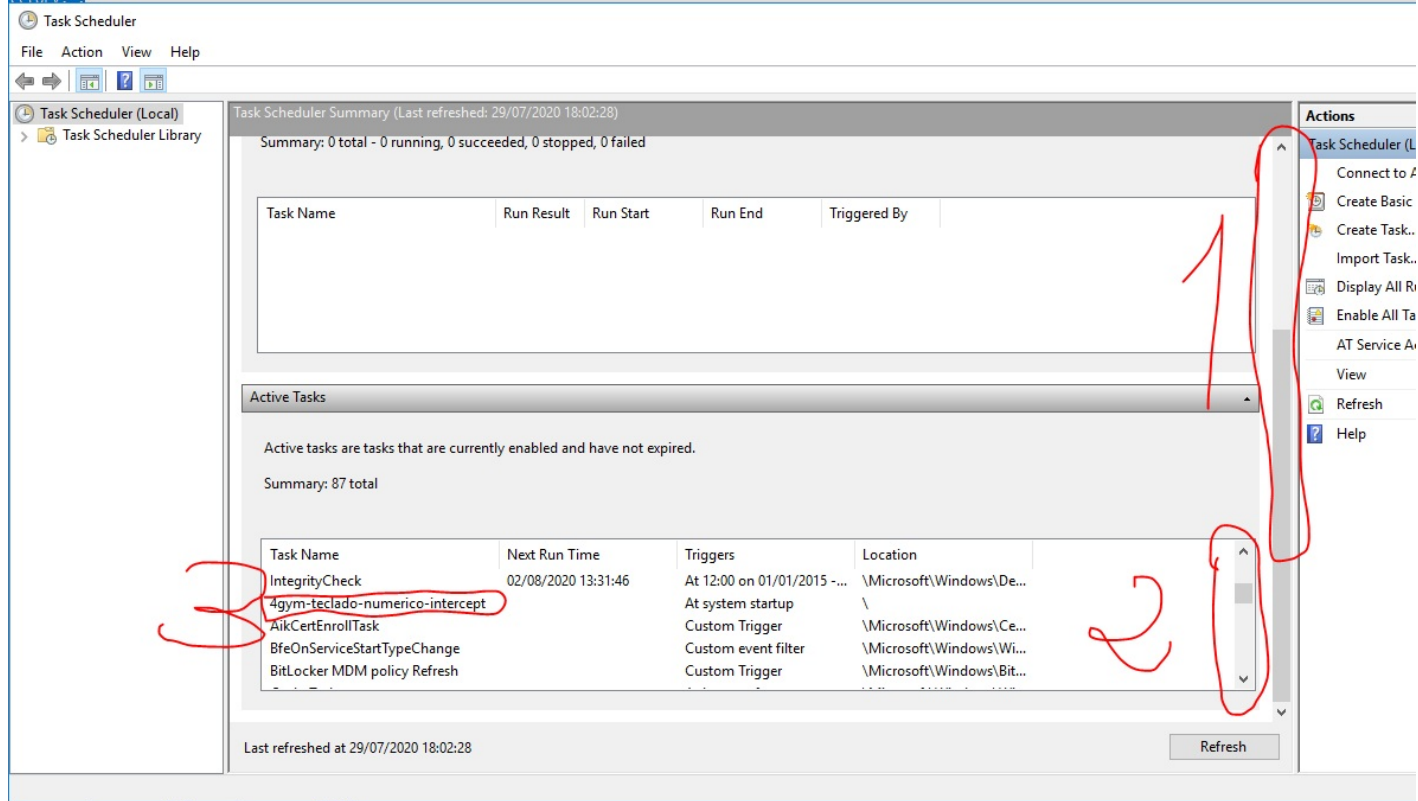 Task Scheduler
File Action View Help
Task Scheduler (Local)
Task Scheduler Library
Task Scheduler Summary (Last refreshed: 29/07/2020 18:02:28)
Summary: 0 total - 0 running, 0 succeeded, 0 stopped, 0 failed
Task Name Run Result Run Start Run End Triggered By
1
Active Tasks
Active tasks are tasks that are currently enabled and have not expired.
Summary: 87 total
Task Name Next Run Time Triggers Location
IntegrityCheck 02/08/2020 13:31:46 At 12:00 on 01/01/2015 -... \Microsoft\Windows\De...
4gym-teclado-numerico-intercept At system startup \
AikCertEnrollTask Custom Trigger \Microsoft\Windows\Ce...
BfeOnServiceStartTypeChange Custom event filter \Microsoft\Windows\Wi...
BitLocker MDM policy Refresh Custom Trigger \Microsoft\Windows\Bit...
2
3
Last refreshed at 29/07/2020 18:02:28
Refresh
Actions
Task Scheduler (L
Connect to A
Create Basic
Create Task..
Import Task..
Display All Ru
Enable All Ta
AT Service Ac
View
Refresh
Help